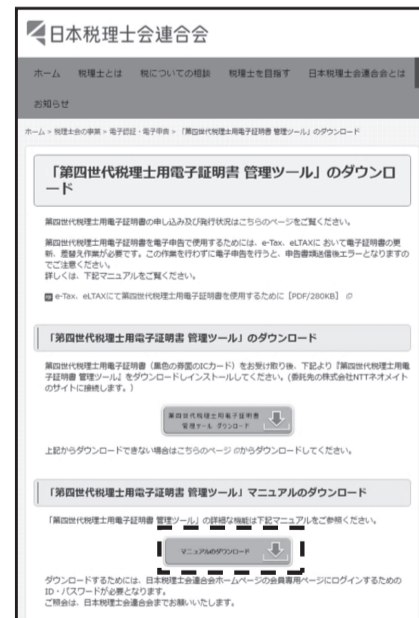 日本税理士会連合会
ホーム 税理士とは 税についての相談 税理士を目指す 日本税理士会連合会とは
お知らせ
ホーム > 税理士会の事業 > 電子認証・電子申告 > 「第四世代税理士用電子証明書 管理ツール」のダウンロード
「第四世代税理士用電子証明書 管理ツール」のダウンロ
ード
第四世代税理士用電子証明書の申し込み及び発行状況はこちらのページをご覧ください。
第四世代税理士用電子証明書を電子申告で使用するためには、e-Tax、eLTAXに おいて電子証明書の更
新、差替え作業が必要です。この作業を行わずに電子申告を行うと、申告書類送信後エラーとなりますの
でご注意ください。
詳しくは、下記マニュアルをご覧ください。
e-Tax、eLTAXにて第四世代税理士用電子証明書を使用するために [PDF/280KB]
「第四世代税理士用電子証明書 管理ツール」のダウンロード
第四世代税理士用電子証明書（黒色の券面のICカード）をお受け取り後、下記より『第四世代税理士用電
子証明書 管理ツール』をダウンロードしインストールしてください。(委託先の株式会社NTTネオメイト
のサイトに接続します。)
第四世代税理士用電子証明書
管理ツール ダウンロード
上記からダウンロードできない場合はこちらのページ からダウンロードしてください。
「第四世代税理士用電子証明書 管理ツール」マニュアルのダウンロード
「第四世代税理士用電子証明書 管理ツール」の詳細な機能は下記マニュアルをご参照ください。
マニュアルのダウンロード
ダウンロードするためには、日本税理士会連合会ホームページの会員専用ページにログインするための
ID・パスワードが必要となります。
ご照会は、日本税理士会連合会までお願いいたします。